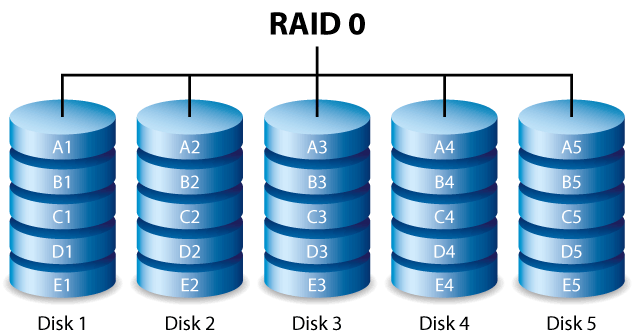 RAID 0
A1 A2 A3 A4 A5
B1 B2 B3 B4 B5
C1 C2 C3 C4 C5
D1 D2 D3 D4 D5
E1 E2 E3 E4 E5
Disk 1 Disk 2 Disk 3 Disk 4 Disk 5